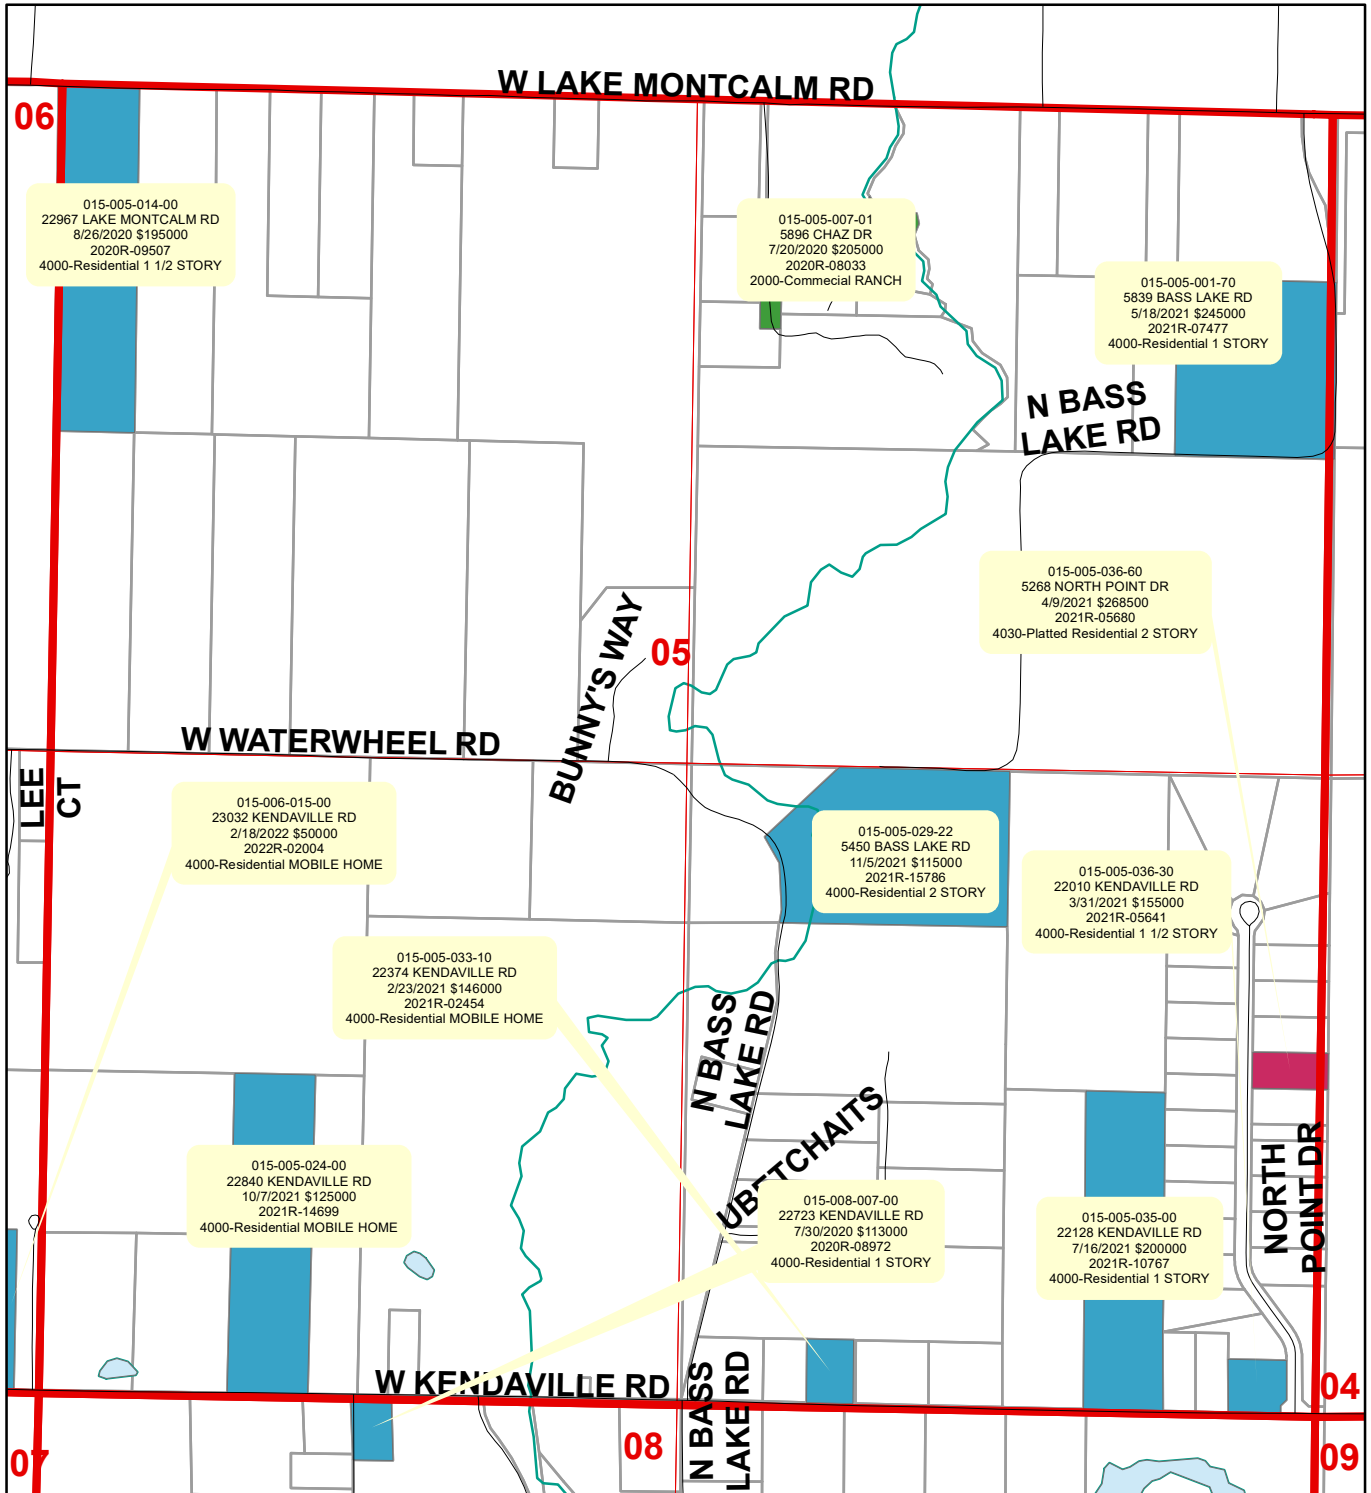 W LAKE MONTCALM RD
06
015-005-014-00
22967 LAKE MONTCALM RD
8/26/2020 $195000
2020R-09507
4000-Residential 1 1/2 STORY
015-005-007-01
5896 CHAZ DR
7/20/2020 $205000
2020R-08033
2000-Commecial RANCH
015-005-001-70
5839 BASS LAKE RD
5/18/2021 $245000
2021R-07477
4000-Residential 1 STORY
N BASS
LAKE RD
015-005-036-60
5268 NORTH POINT DR
4/9/2021 $268500
2021R-05680
4030-Platted Residential 2 STORY
BUNNY'S WAY
05
W WATERWHEEL RD
LEE
CT
015-006-015-00
23032 KENDAVILLE RD
2/18/2022 $50000
2022R-02004
4000-Residential MOBILE HOME
015-005-029-22
5450 BASS LAKE RD
11/5/2021 $115000
2021R-15786
4000-Residential 2 STORY
015-005-036-30
22010 KENDAVILLE RD
3/31/2021 $155000
2021R-05641
4000-Residential 1 1/2 STORY
015-005-033-10
22374 KENDAVILLE RD
2/23/2021 $146000
2021R-02454
4000-Residential MOBILE HOME
N BASS
LAKE RD
UBETCHAITS
015-005-024-00
22840 KENDAVILLE RD
10/7/2021 $125000
2021R-14699
4000-Residential MOBILE HOME
015-008-007-00
22723 KENDAVILLE RD
7/30/2020 $113000
2020R-08972
4000-Residential 1 STORY
015-005-035-00
22128 KENDAVILLE RD
7/16/2021 $200000
2021R-10767
4000-Residential 1 STORY
NORTH
POINT DR
W KENDAVILLE RD
N BASS
LAKE RD
04
07
08
09